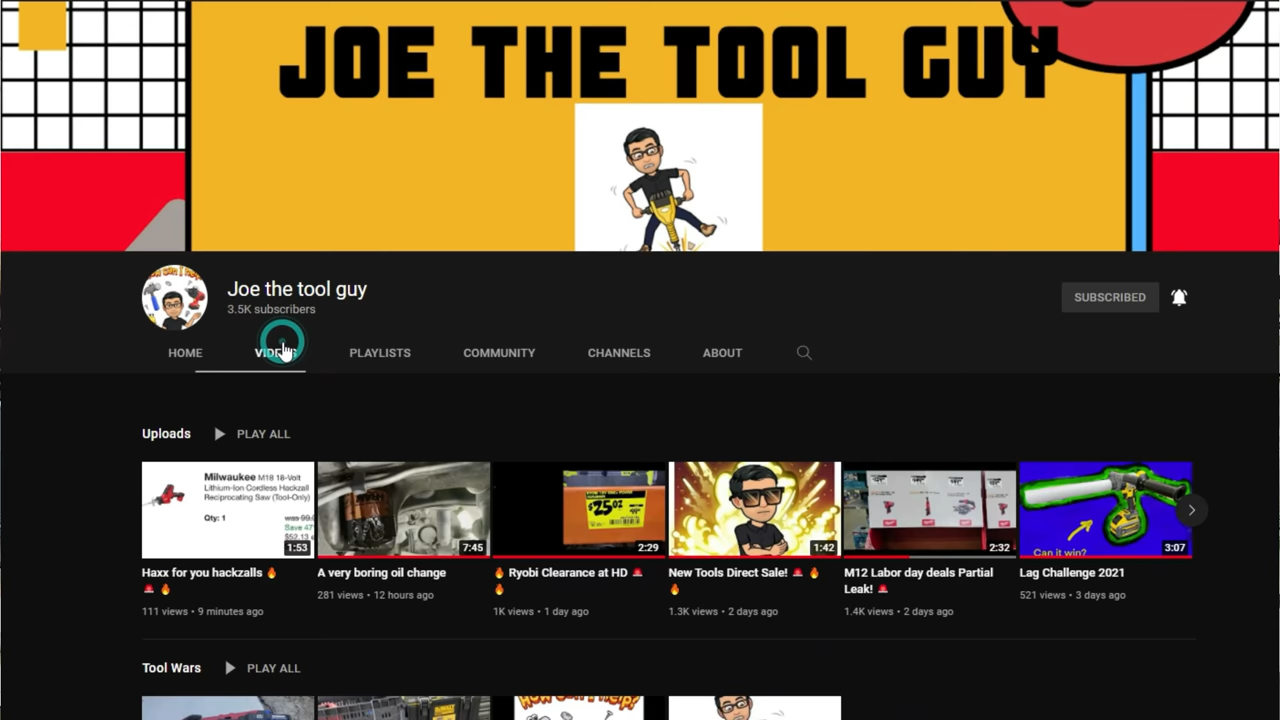 JOE THE TOOL GUY
Joe the tool guy
3.5K subscribers
SUBSCRIBED
HOME
VIDEOS
PLAYLISTS
COMMUNITY
CHANNELS
ABOUT
Uploads
PLAY ALL
Milwaukee M18 18-Volt
Lithium-Ion Cordless Hackzall
Reciprocating Saw (Tool-Only)
Qty: 1
1:53
7:45
$25.02
2:29
1:42
2:32
Can it win?
3:07
Haxx for you hackzalls 🔥
🚨 🔥
111 views • 9 minutes ago
A very boring oil change
281 views • 12 hours ago
🔥 Ryobi Clearance at HD 🚨
🔥
1K views • 1 day ago
New Tools Direct Sale! 🚨 🔥
🔥
1.3K views • 2 days ago
M12 Labor day deals Partial
Leak! 🚨
1.4K views • 2 days ago
Lag Challenge 2021
521 views • 3 days ago
Tool Wars
PLAY ALL
HOW CAN I HELP?